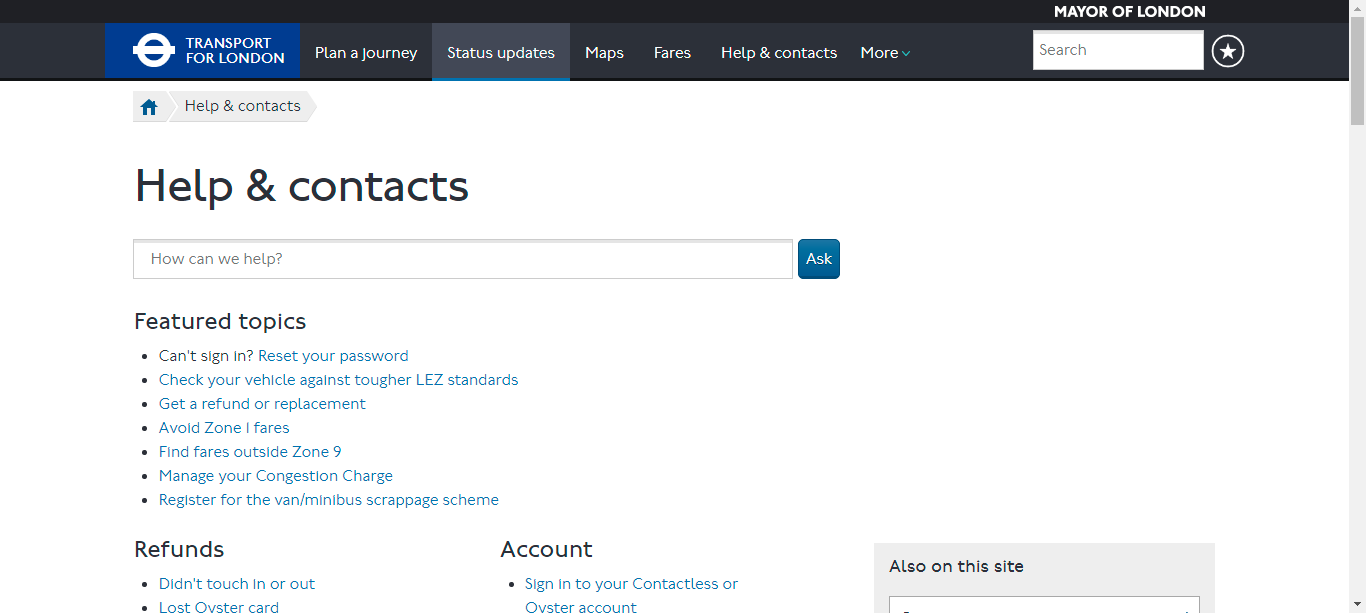 MAYOR OF LONDON
TRANSPORT
FOR LONDON
Plan a journey
Status updates
Maps
Fares
Help & contacts
More
Search
Help & contacts
Help & contacts
How can we help?
Ask
Featured topics
Can't sign in? Reset your password
Check your vehicle against tougher LEZ standards
Get a refund or replacement
Avoid Zone 1 fares
Find fares outside Zone 9
Manage your Congestion Charge
Register for the van/minibus scrappage scheme
Refunds
Didn't touch in or out
Lost Oyster card
Account
Sign in to your Contactless or
Oyster account
Also on this site